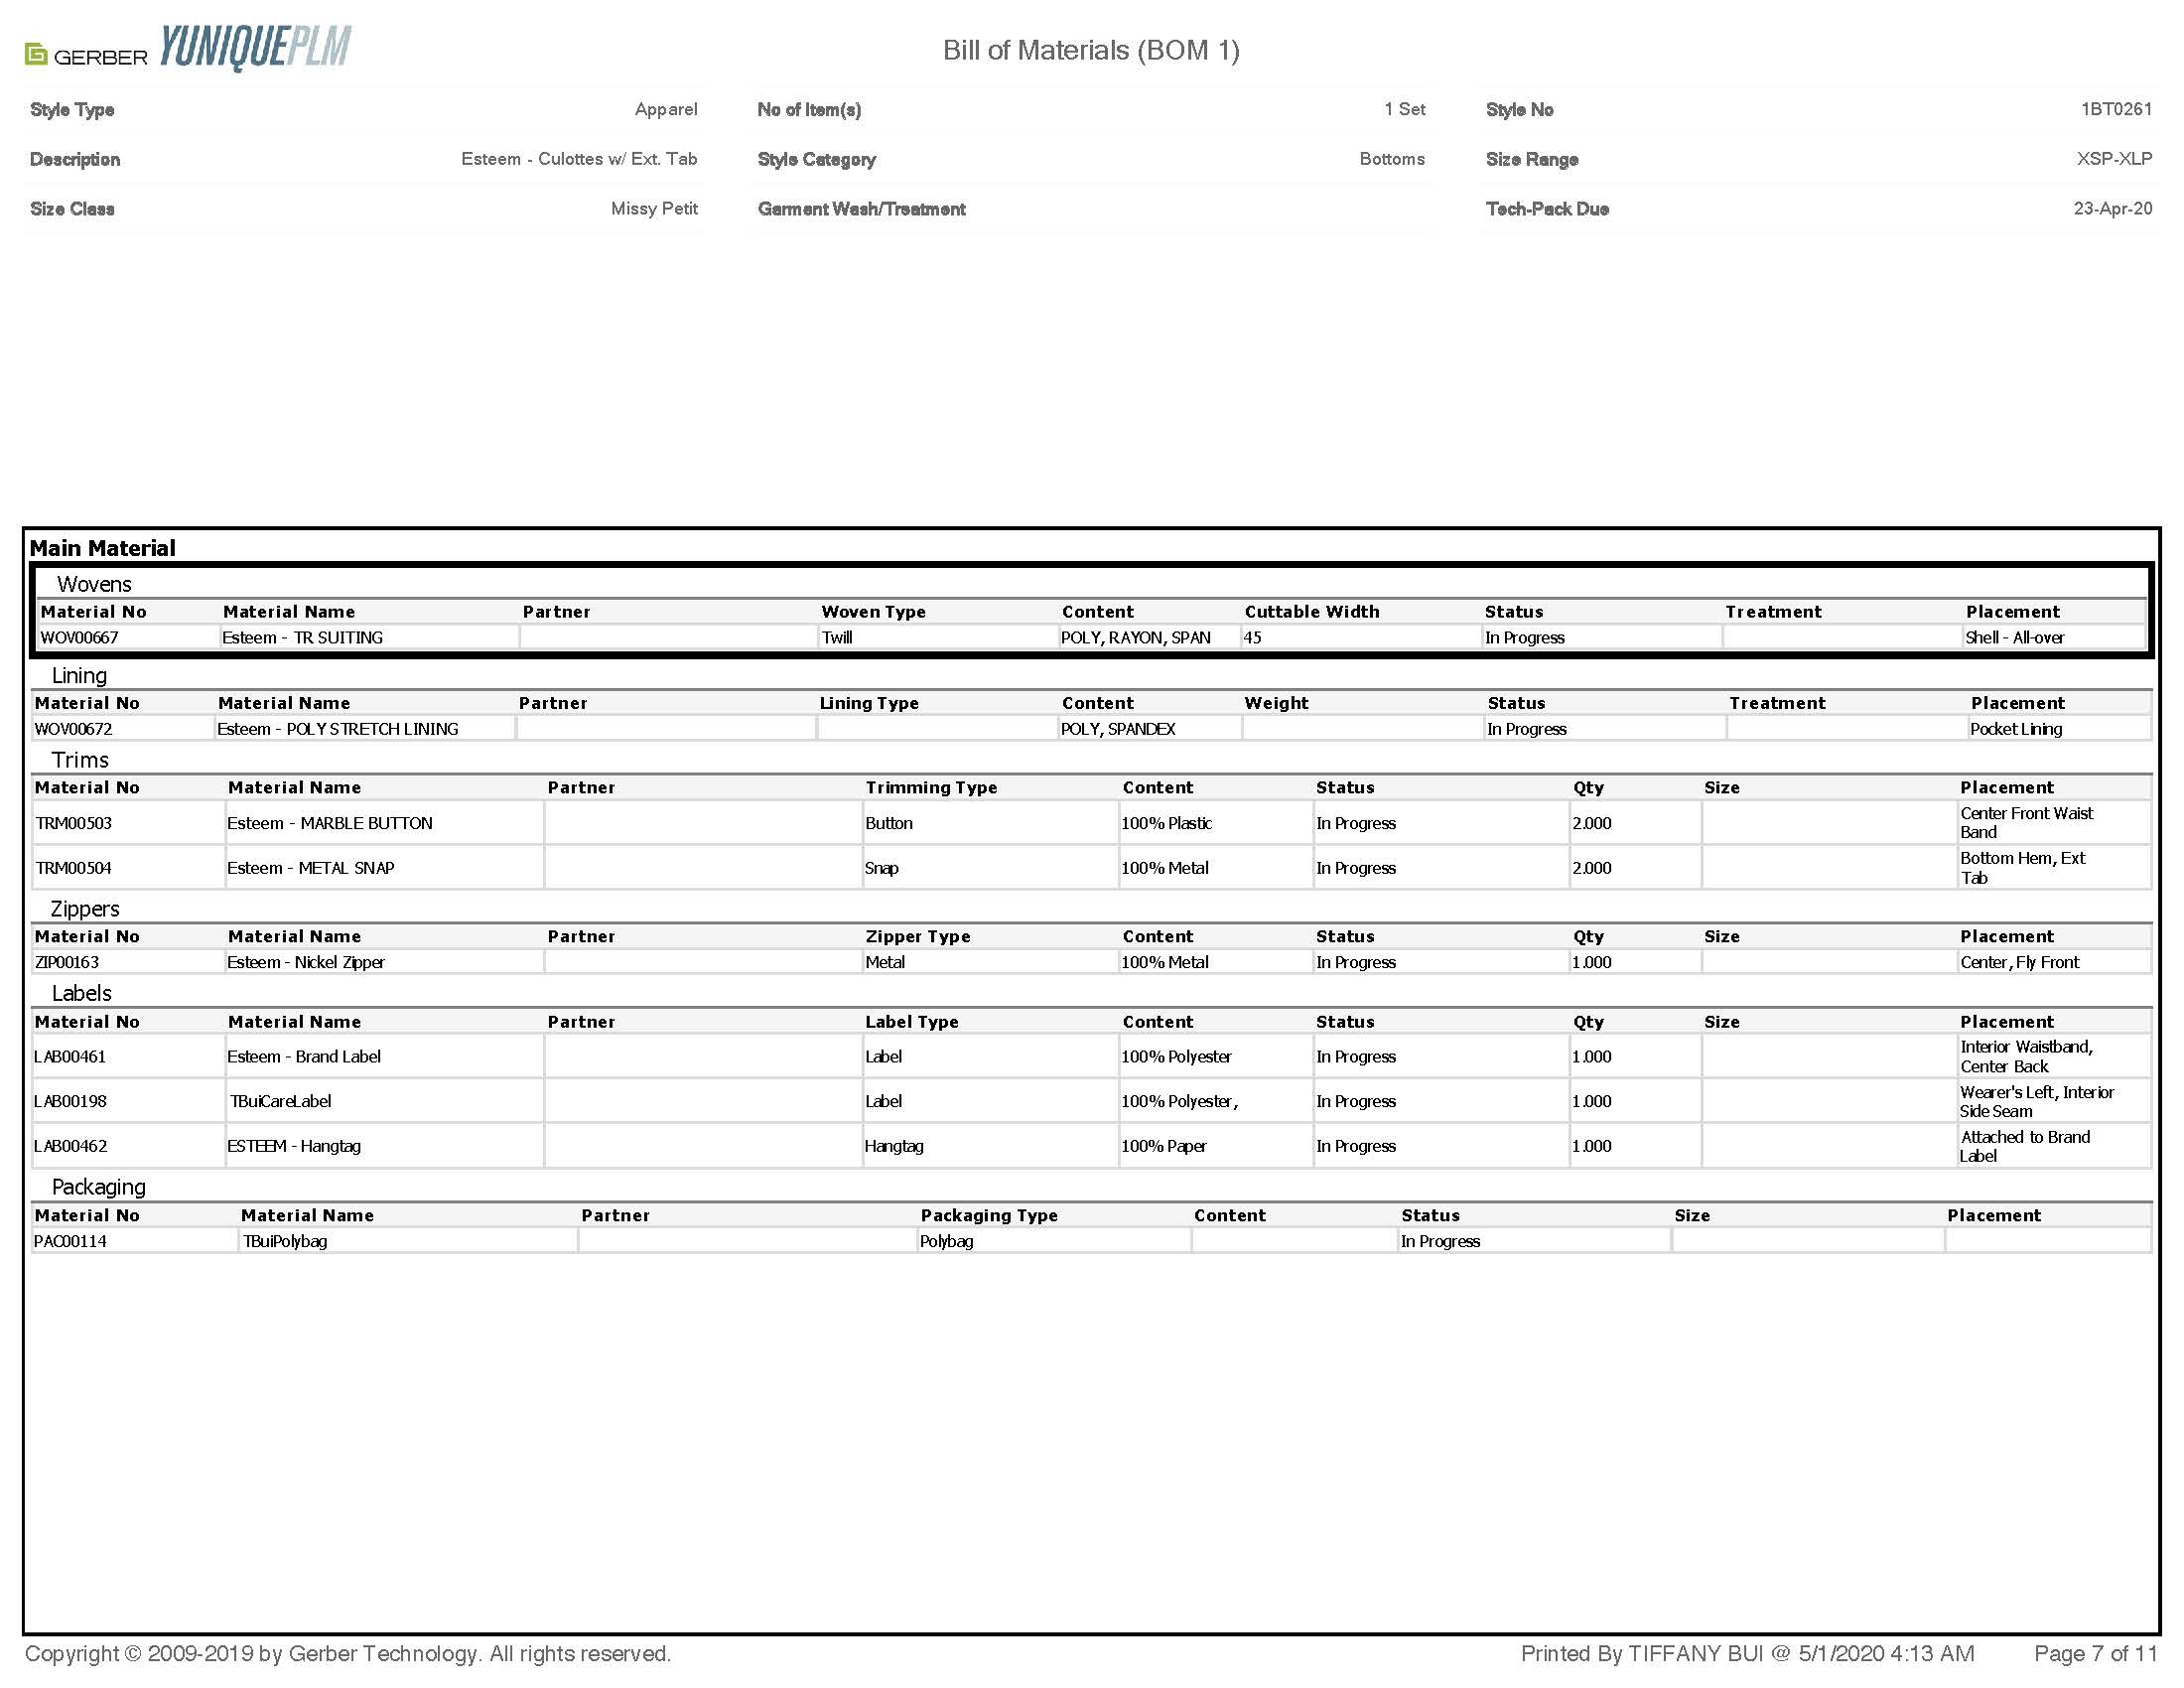 GERBER YUNIQUEPLM
Bill of Materials (BOM 1)
Style Type Apparel No of Item(s) 1 Set Style No 1BT0261
Description Esteem - Culottes w/ Ext. Tab Style Category Bottoms Size Range XSP-XLP
Size Class Missy Petit Garment Wash/Treatment Tech-Pack Due 23-Apr-20
Main Material
Wovens
Material No Material Name Partner Woven Type Content Cuttable Width Status Treatment Placement
WOV00667 Esteem - TR SUITING Twill POLY, RAYON, SPAN 45 In Progress Shell - All-over
Lining
Material No Material Name Partner Lining Type Content Weight Status Treatment Placement
WOV00672 Esteem - POLY STRETCH LINING POLY, SPANDEX In Progress Pocket Lining
Trims
Material No Material Name Partner Trimming Type Content Status Qty Size Placement
TRM00503 Esteem - MARBLE BUTTON Button 100% Plastic In Progress 2.000 Center Front Waist
Band
TRM00504 Esteem - METAL SNAP Snap 100% Metal In Progress 2.000 Bottom Hem, Ext
Tab
Zippers
Material No Material Name Partner Zipper Type Content Status Qty Size Placement
ZIP00163 Esteem - Nickel Zipper Metal 100% Metal In Progress 1.000 Center, Fly Front
Labels
Material No Material Name Partner Label Type Content Status Qty Size Placement
LAB00461 Esteem - Brand Label Label 100% Polyester In Progress 1.000 Interior Waistband,
Center Back
LAB00198 TBuiCareLabel Label 100% Polyester, In Progress 1.000 Wearer's Left, Interior
Side Seam
LAB00462 ESTEEM - Hangtag Hangtag 100% Paper In Progress 1.000 Attached to Brand
Label
Packaging
Material No Material Name Partner Packaging Type Content Status Size Placement
PAC00114 TBuiPolybag Polybag In Progress
Copyright © 2009-2019 by Gerber Technology. All rights reserved. Printed By TIFFANY BUI @ 5/1/2020 4:13 AM Page 7 of 11